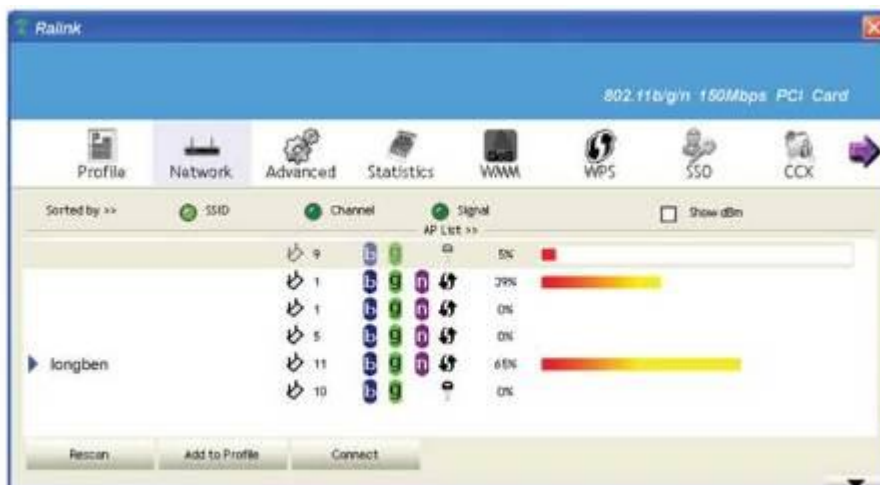 Ralink
802.11b/g/n 150Mbps PCI Card
Profile Network Advanced Statistics WMM WPS SSO CCX
Sorted by >> SSID Channel Signal Show dBm
AP List >>
9 b g 5%
1 b g n 39%
1 b g n 0%
5 b g n 0%
longben 11 b g n 65%
10 b g 0%
Rescan Add to Profile Connect